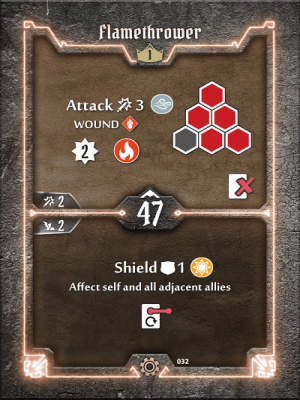 Flamethrower
1
Attack 3
WOUND
2
2
47
2
Shield 1
Affect self and all adjacent allies
032